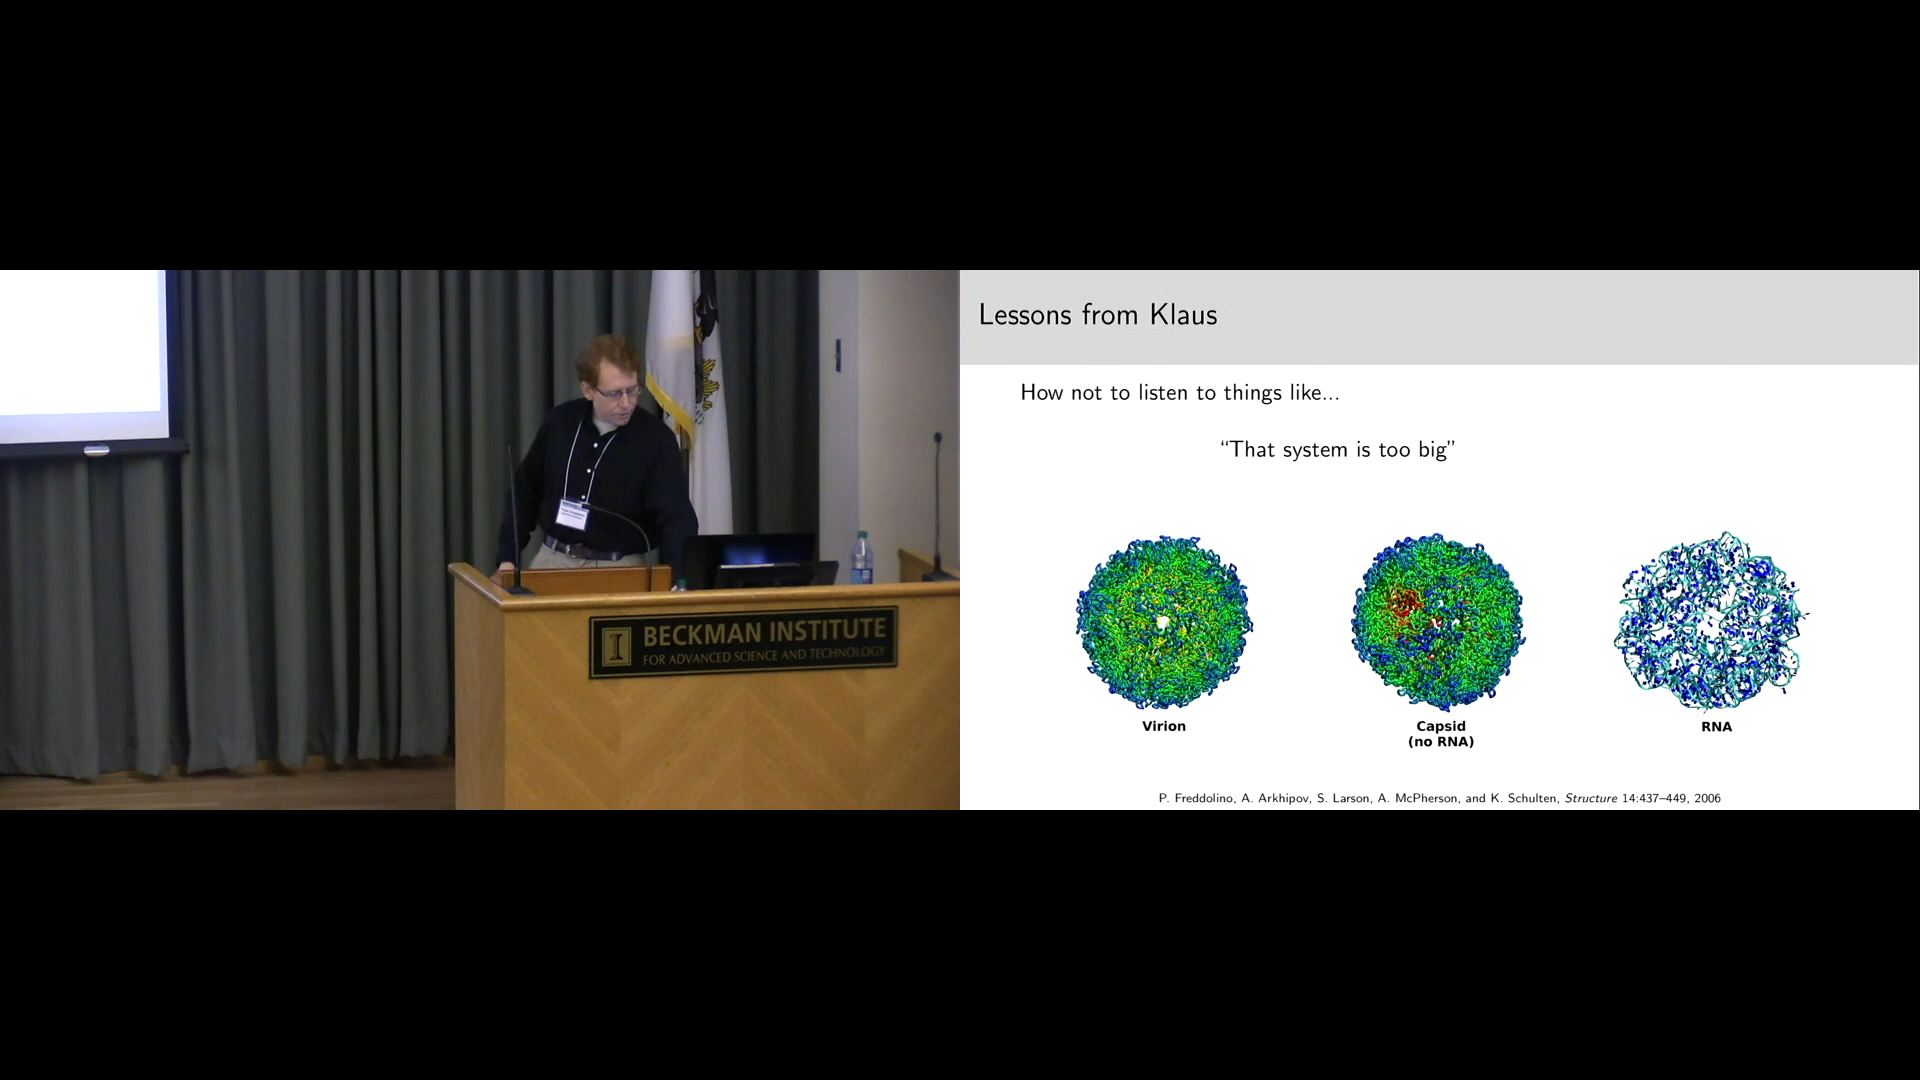 BECKMAN INSTITUTE
FOR ADVANCED SCIENCE AND TECHNOLOGY
Lessons from Klaus
How not to listen to things like...
“That system is too big”
Virion
Capsid
(no RNA)
RNA
P. Freddolino, A. Arkhipov, S. Larson, A. McPherson, and K. Schulten, Structure 14:437–449, 2006